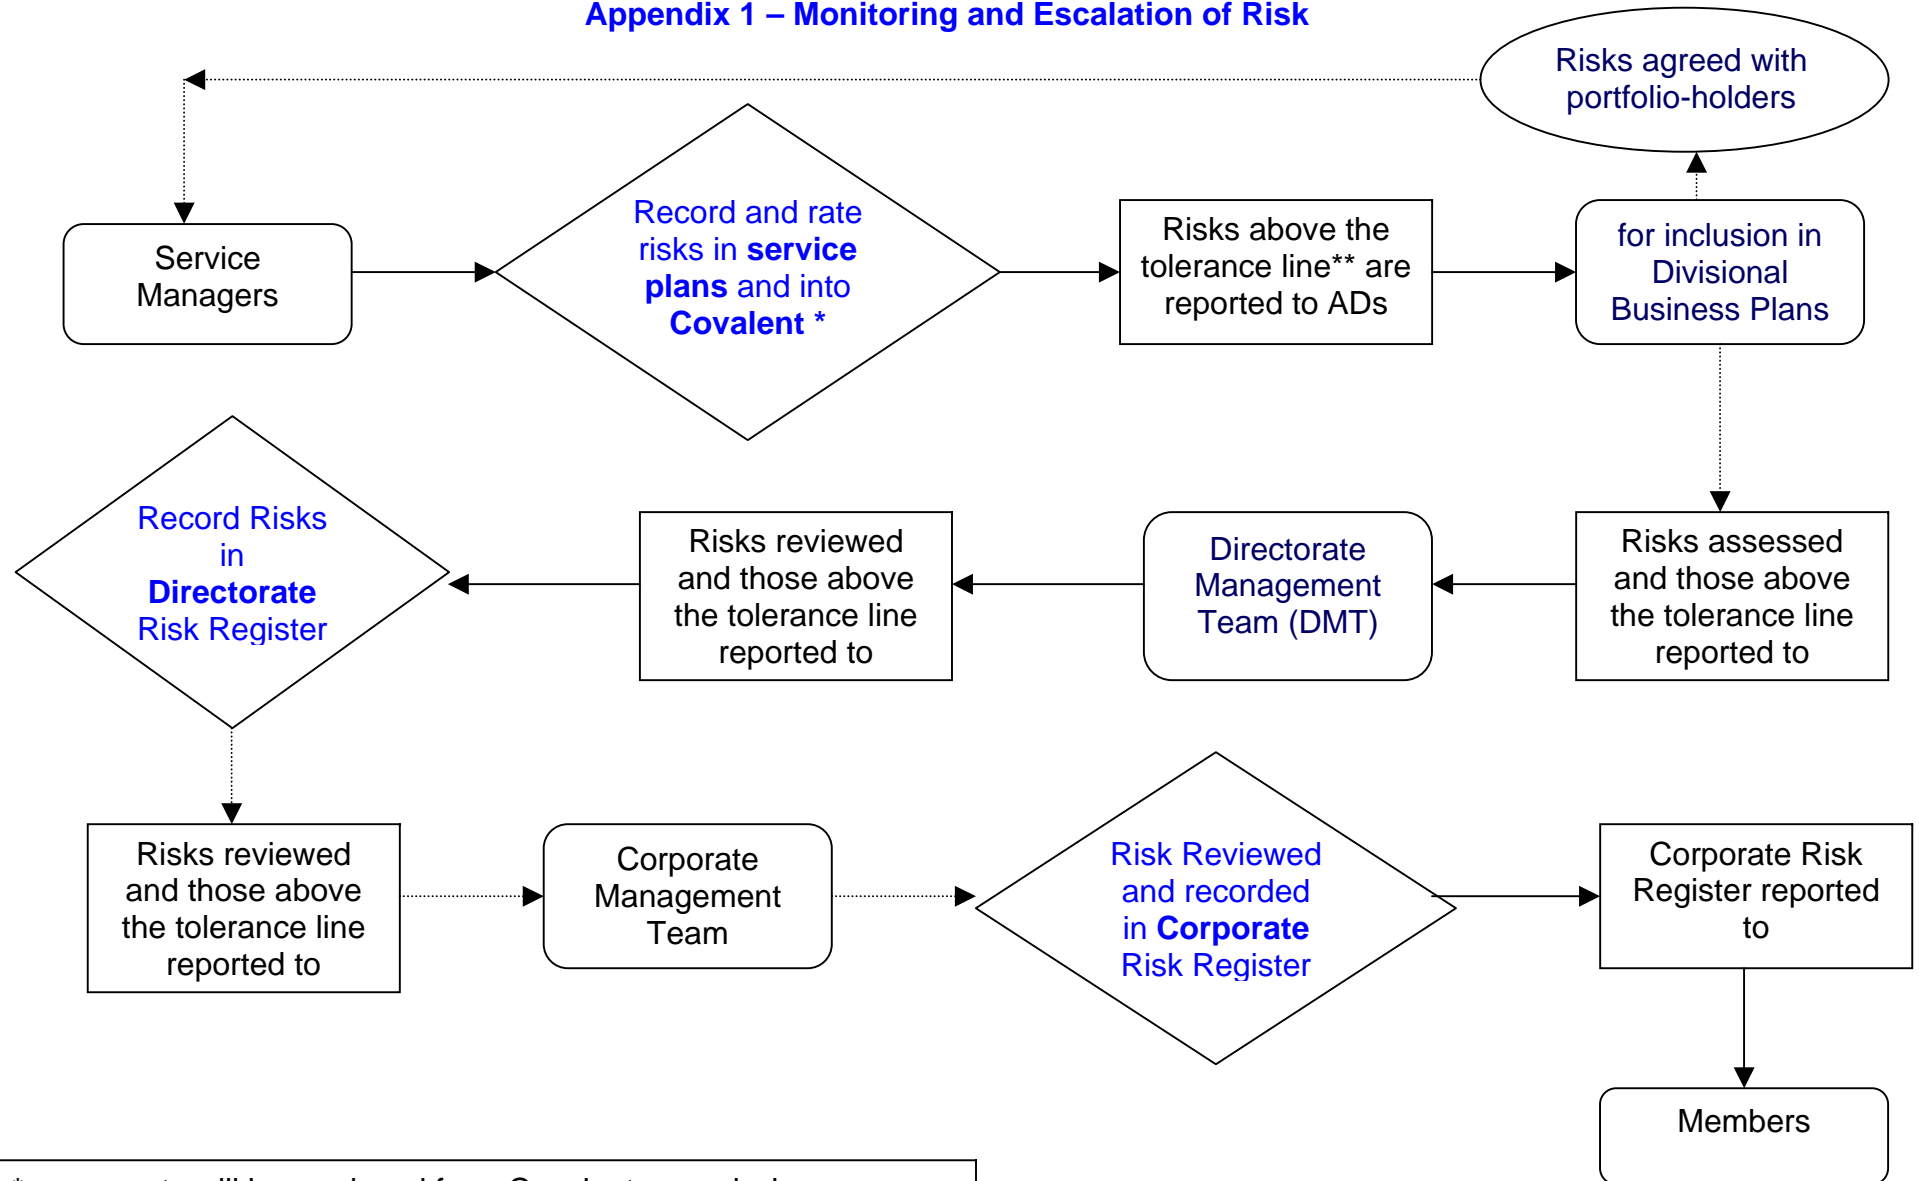 Appendix 1 – Monitoring and Escalation of Risk
Risks agreed with
portfolio-holders
Service
Managers
Record and rate
risks in service
plans and into
Covalent *
Risks above the
tolerance line** are
reported to ADs
for inclusion in
Divisional
Business Plans
Risks assessed
and those above
the tolerance line
reported to
Directorate
Management
Team (DMT)
Risks reviewed
and those above
the tolerance line
reported to
Record Risks
in
Directorate
Risk Register
Risks reviewed
and those above
the tolerance line
reported to
Corporate
Management
Team
Risk Reviewed
and recorded
in Corporate
Risk Register
Corporate Risk
Register reported
to
Members